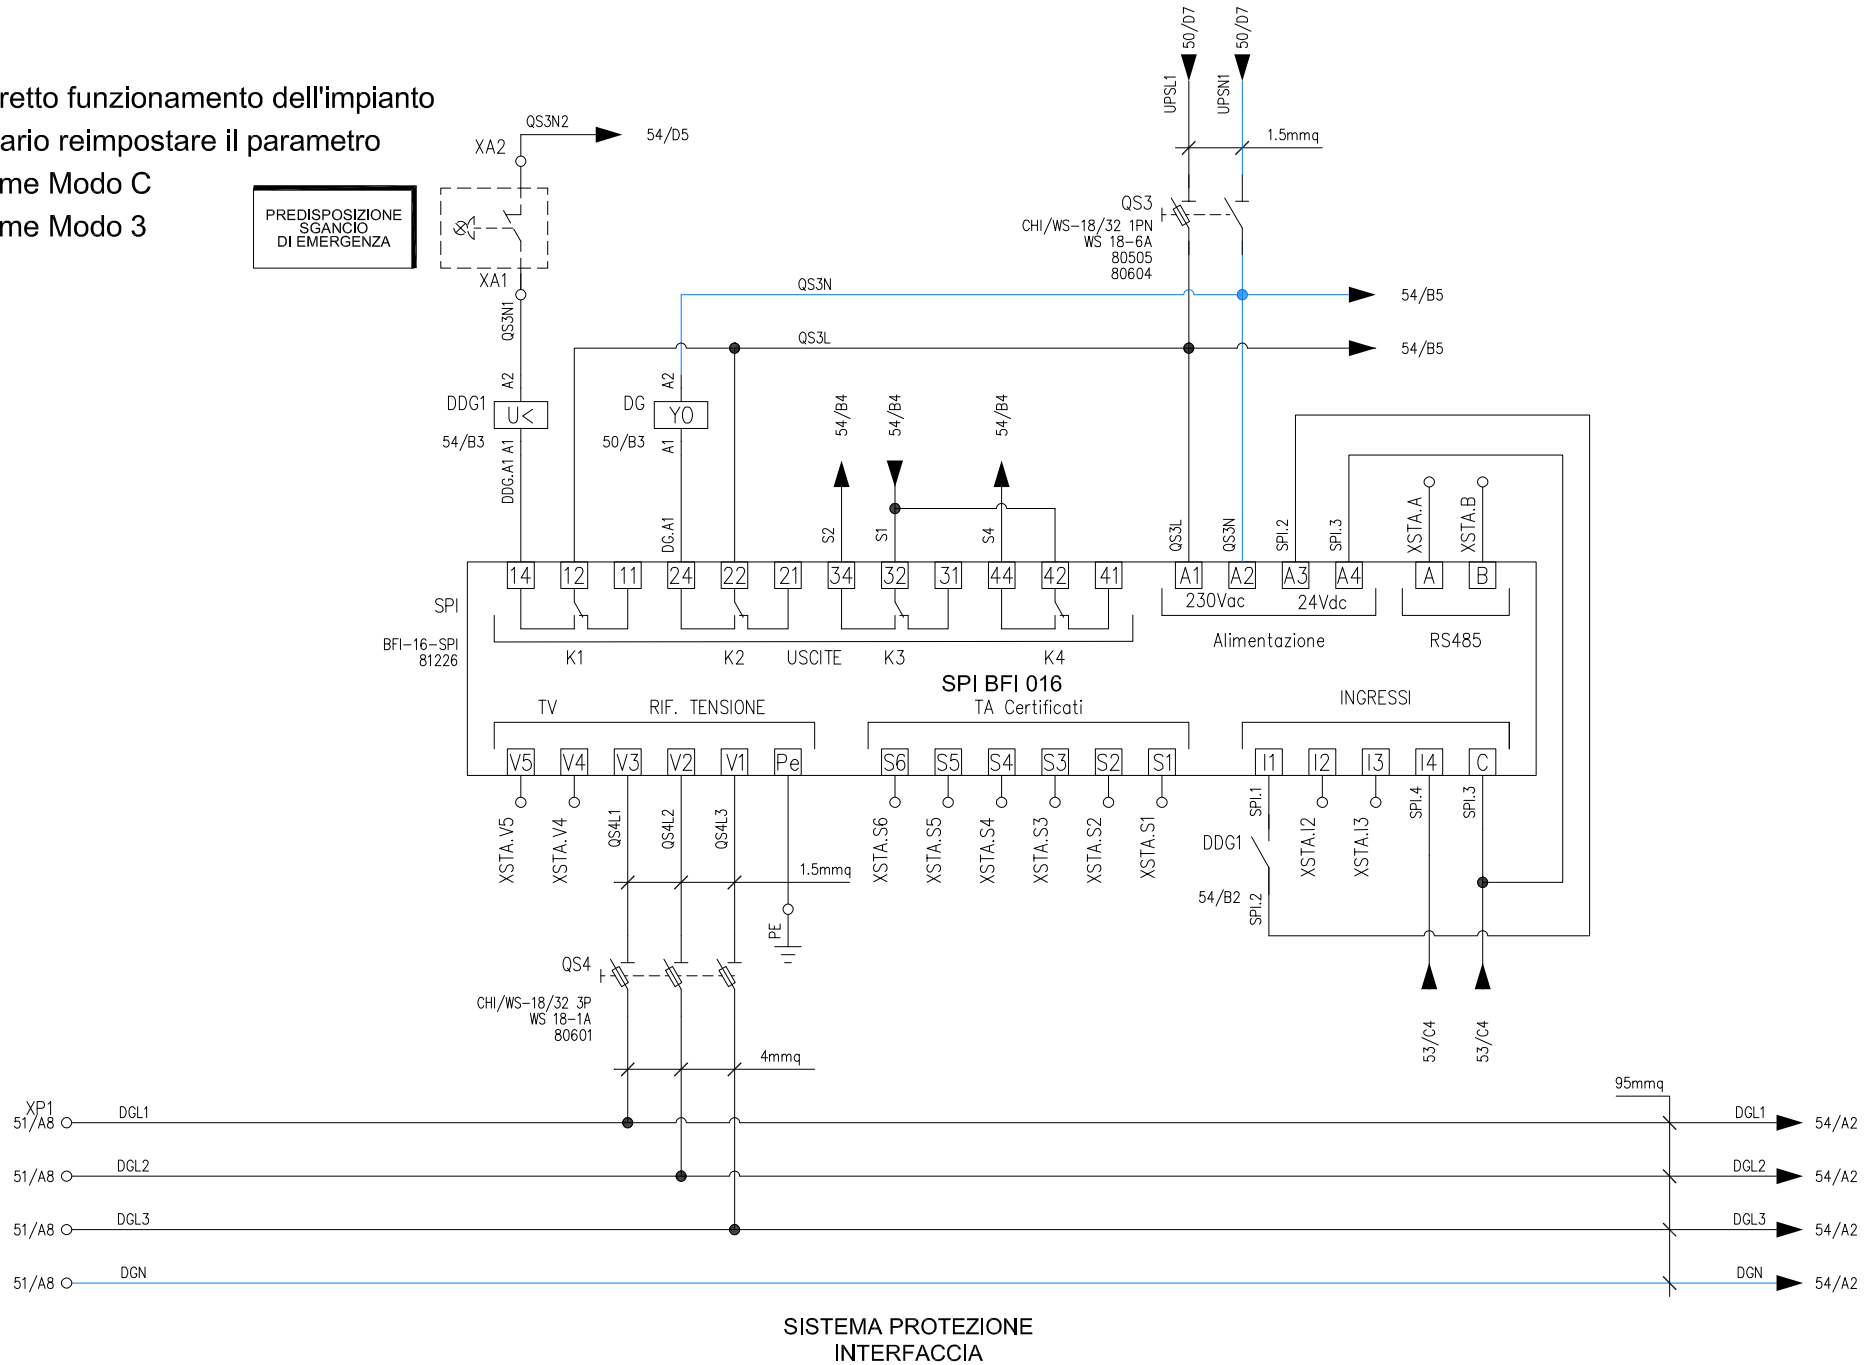 retto funzionamento dell'impianto
ario reimpostare il parametro
me Modo C
me Modo 3
PREDISPOSIZIONE
SGANCIO
DI EMERGENZA
XA2
QS3N2
54/D5
XA1
QS3N1
50/D7
50/D7
UPSL1
UPSN1
1.5mmq
QS3
CHI/WS-18/32 1PN
WS 18-6A
80505
80604
QS3N
54/B5
QS3L
54/B5
A2
DDG1
U<
54/B3
A1
DDG.A1
A2
DG
Y0
50/B3
A1
DG.A1
54/B4
54/B4
54/B4
S2
S1
S4
QS3L
QS3N
SPI.2
SPI.3
XSTA.A
XSTA.B
14
12
11
24
22
21
34
32
31
44
42
41
A1
A2
A3
A4
A
B
230Vac
24Vdc
SPI
BFI-16-SPI
81226
K1
K2
USCITE
K3
K4
Alimentazione
RS485
SPI BFI 016
TV
RIF. TENSIONE
TA Certificati
INGRESSI
V5
V4
V3
V2
V1
Pe
S6
S5
S4
S3
S2
S1
I1
I2
I3
I4
C
XSTA.V5
XSTA.V4
QS4L1
QS4L2
QS4L3
XSTA.S6
XSTA.S5
XSTA.S4
XSTA.S3
XSTA.S2
XSTA.S1
SPI.1
XSTA.I2
XSTA.I3
SPI.4
SPI.3
DDG1
54/B2
SPI.2
1.5mmq
PE
QS4
CHI/WS-18/32 3P
WS 18-1A
80601
4mmq
53/C4
53/C4
95mmq
XP1
51/A8
DGL1
DGL1
54/A2
51/A8
DGL2
DGL2
54/A2
51/A8
DGL3
DGL3
54/A2
51/A8
DGN
DGN
54/A2
SISTEMA PROTEZIONE
INTERFACCIA